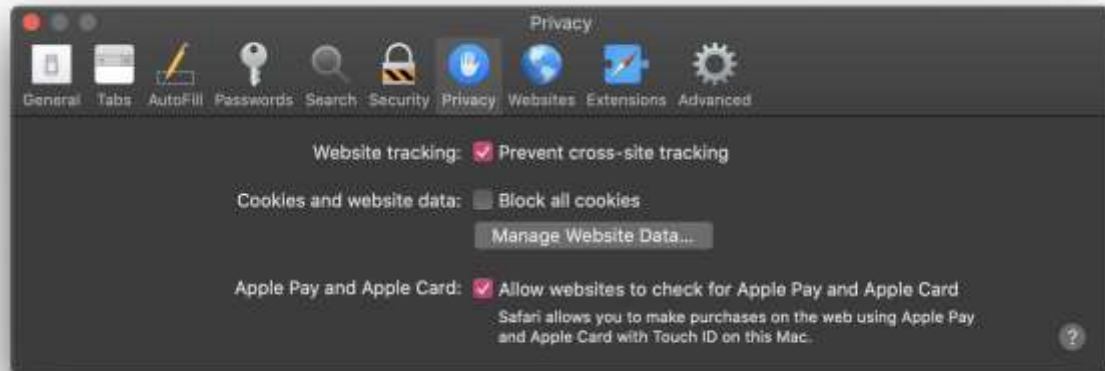 Privacy
General Tabs AutoFill Passwords Search Security Privacy Websites Extensions Advanced
Website tracking: Prevent cross-site tracking
Cookies and website data: Block all cookies
Manage Website Data...
Apple Pay and Apple Card: Allow websites to check for Apple Pay and Apple Card
Safari allows you to make purchases on the web using Apple Pay
and Apple Card with Touch ID on this Mac.
?